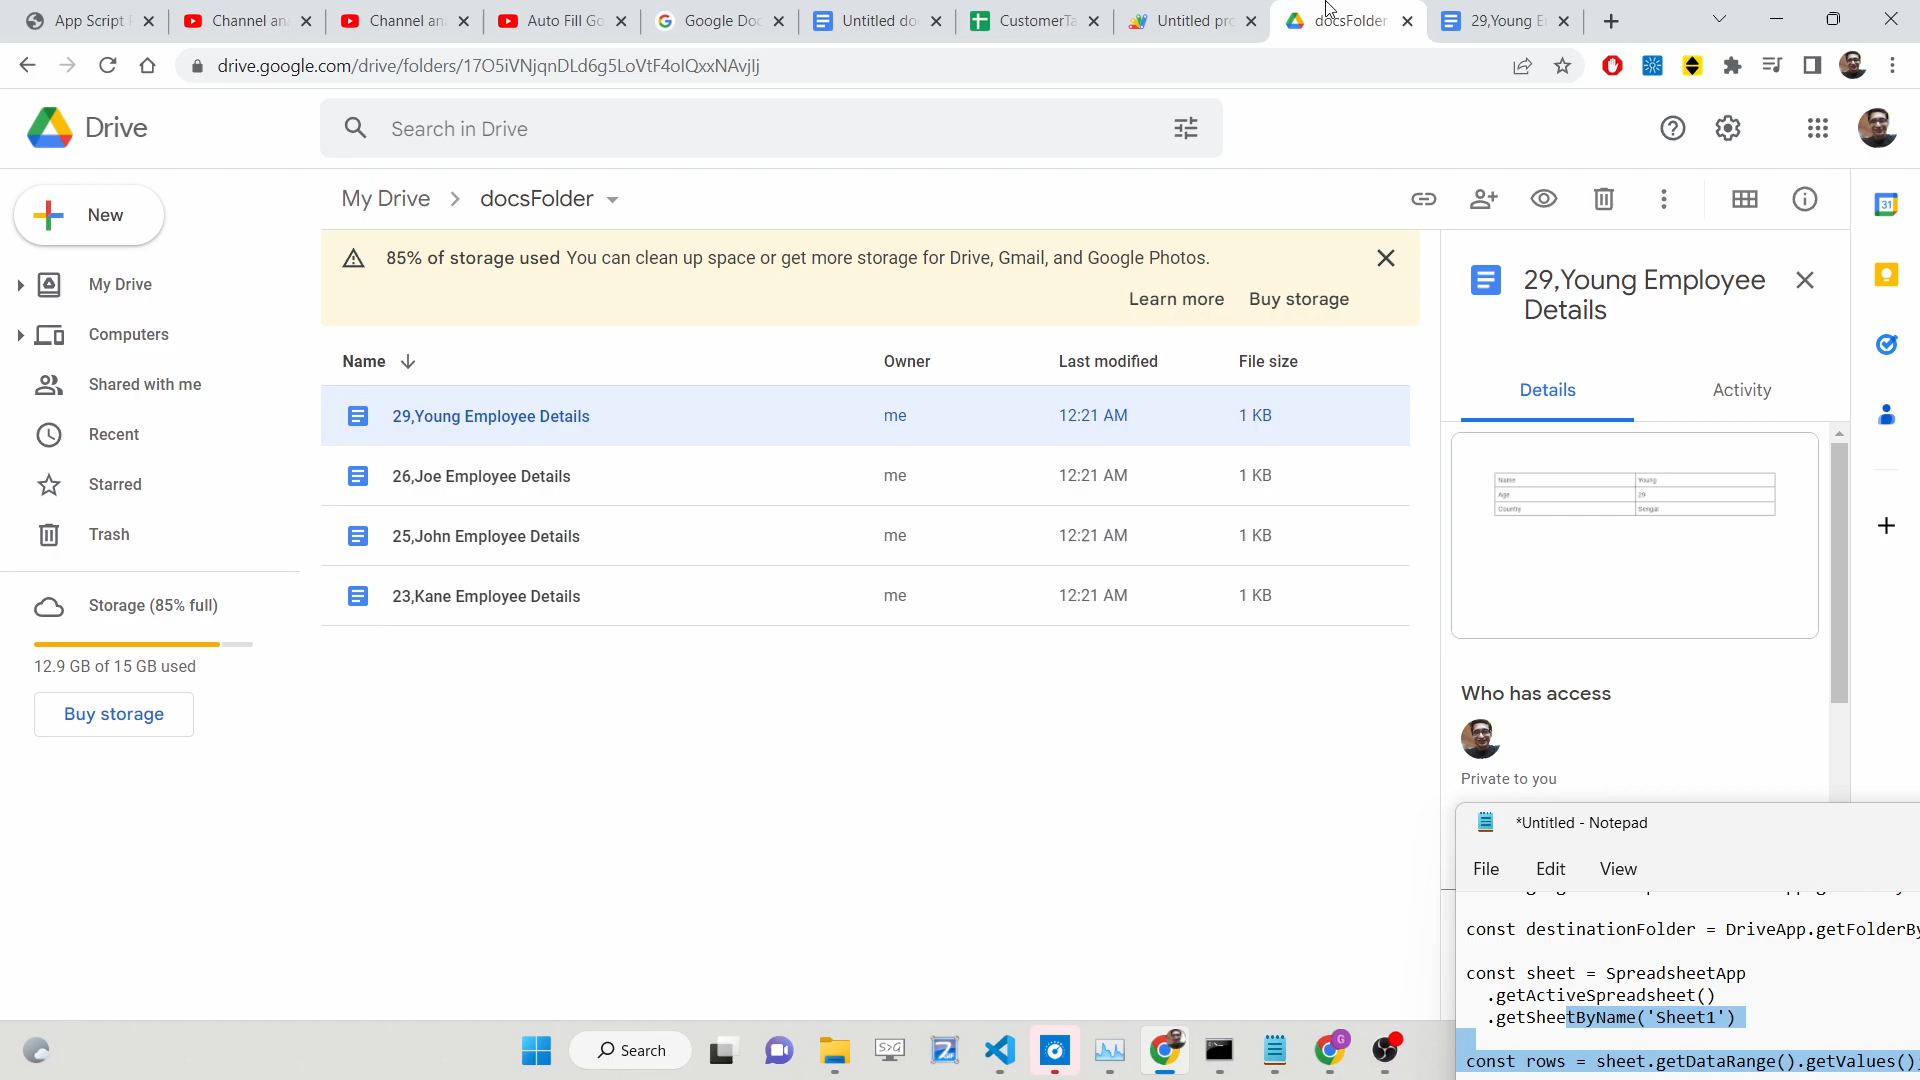 App Script
Channel an
Channel an
Auto Fill Go
Google Doc
Untitled do
CustomerTa
Untitled pro
docsFolder
29,Young E
drive.google.com/drive/folders/17O5iVNjqnDLd6g5LoVtF4oIQxxNAvjlj
Drive
Search in Drive
New
My Drive
Computers
Shared with me
Recent
Starred
Trash
Storage (85% full)
12.9 GB of 15 GB used
Buy storage
My Drive > docsFolder
85% of storage used You can clean up space or get more storage for Drive, Gmail, and Google Photos.
Learn more Buy storage
Name Owner Last modified File size
29,Young Employee Details me 12:21 AM 1 KB
26,Joe Employee Details me 12:21 AM 1 KB
25,John Employee Details me 12:21 AM 1 KB
23,Kane Employee Details me 12:21 AM 1 KB
29,Young Employee
Details
Details Activity
Name Young
Age 29
Country Sengal
Who has access
Private to you
31
*Untitled - Notepad
File Edit View
const destinationFolder = DriveApp.getFolderBy
const sheet = SpreadsheetApp
.getActiveSpreadsheet()
.getSheetByName('Sheet1')
const rows = sheet.getDataRange().getValues()
Search
G